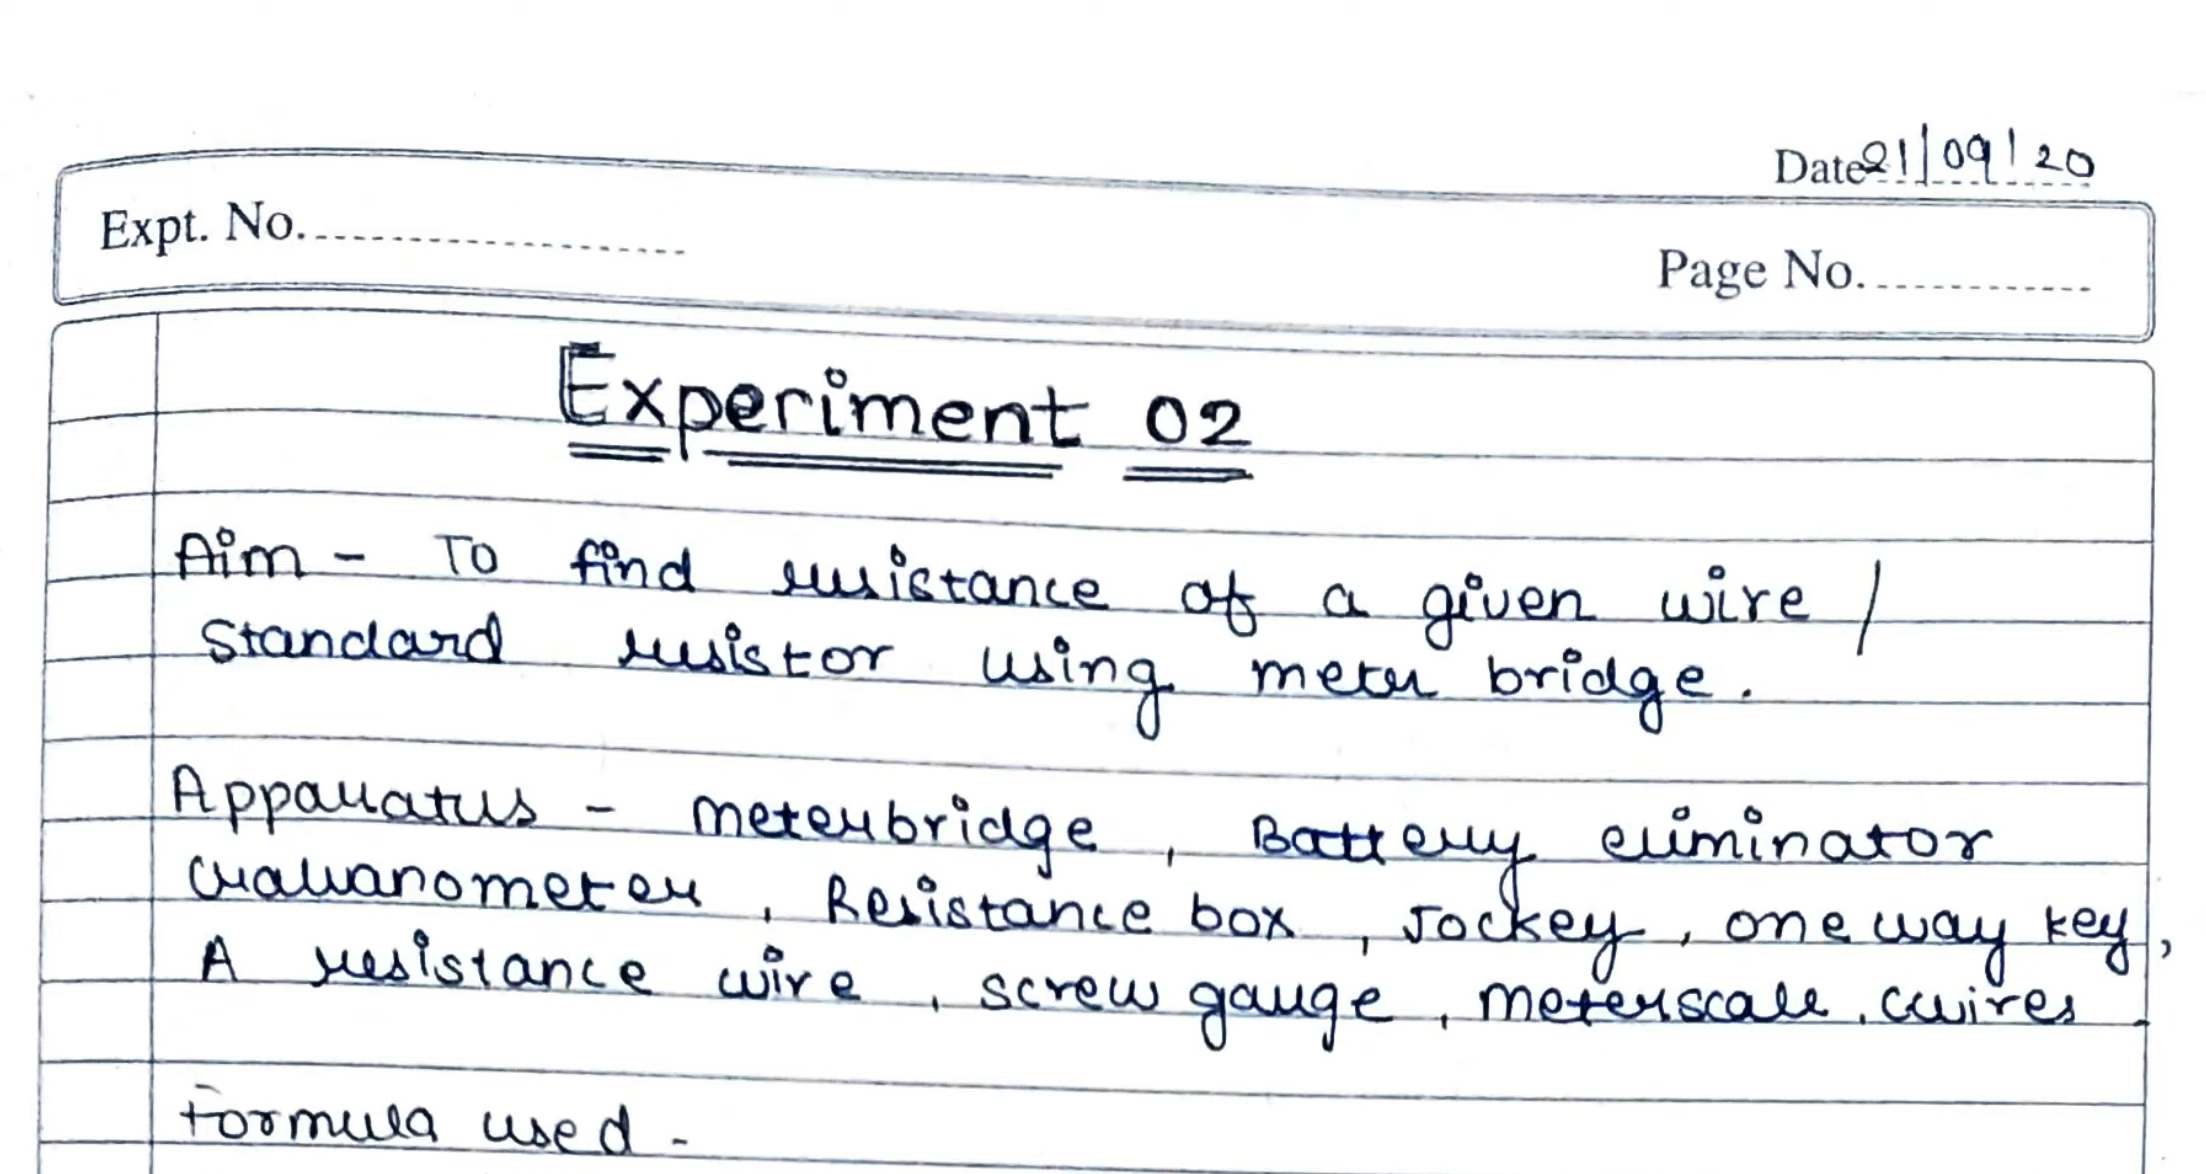 Date 21/09/20
Expt. No.
Page No.
Experiment 02
Aim - To find resistance of a given wire /
Standard resistor using meter bridge.
Apparatus - Meterbridge, Battery eliminator
Galvanometer, Resistance box, Jockey, one way key,
A resistance wire, screw gauge, Meterscale, cwires.
Formula used -